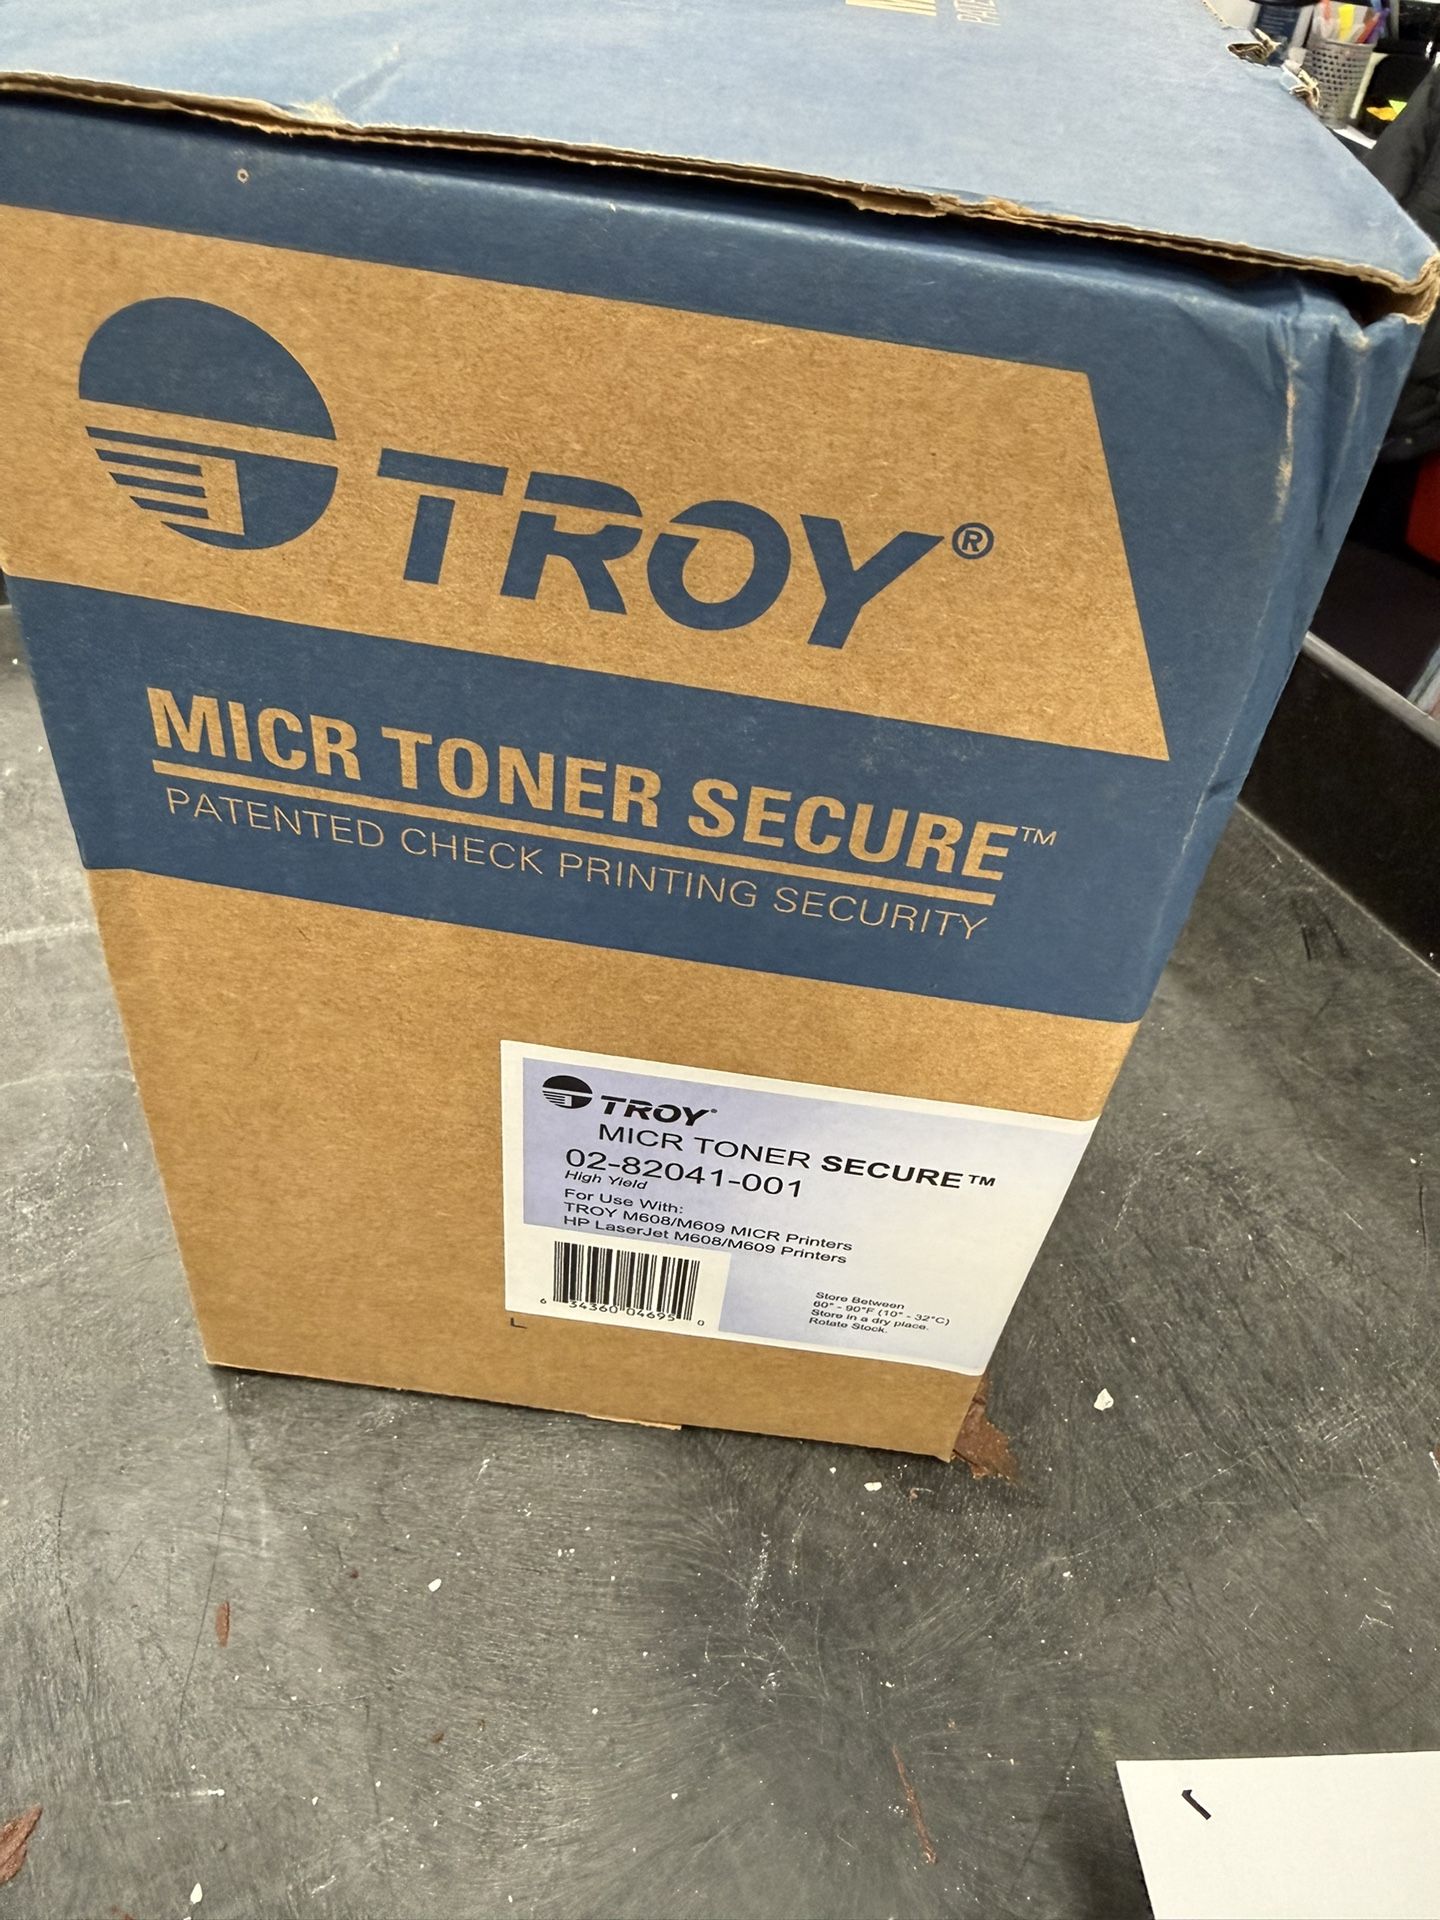 TROY®
MICR TONER SECURE™
PATENTED CHECK PRINTING SECURITY
TROY®
MICR TONER SECURE™
02-82041-001
High Yield
For Use With:
TROY M608/M609 MICR Printers
HP LaserJet M608/M609 Printers
6 34360 04695 0
Store Between
60° - 90°F (10° - 32°C)
Store in a dry place.
Rotate Stock.
L